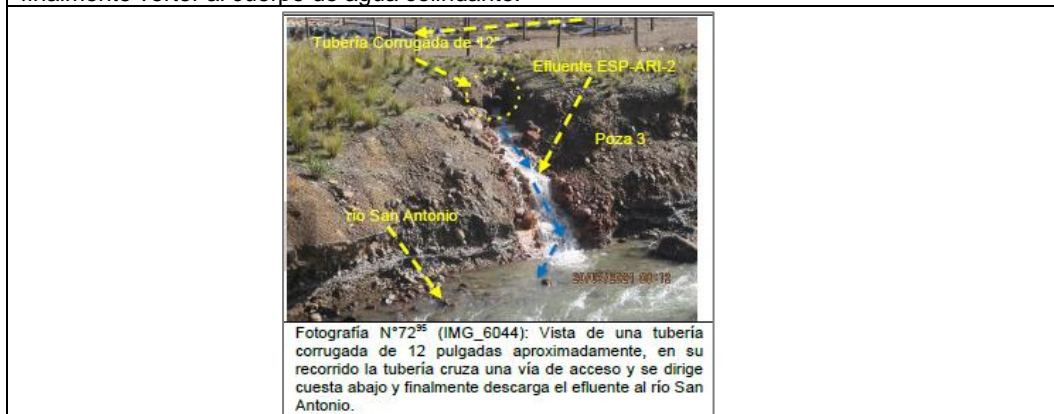 finalmente verter al cuerpo de agua colindante.
Tubería Corrugada de 12"
Efluente ESP-ARI-2
Poza 3
río San Antonio
Fotografía N°72⁹⁵ (IMG_6044): Vista de una tubería
corrugada de 12 pulgadas aproximadamente, en su
recorrido la tubería cruza una vía de acceso y se dirige
cuesta abajo y finalmente descarga el efluente al río San
Antonio.